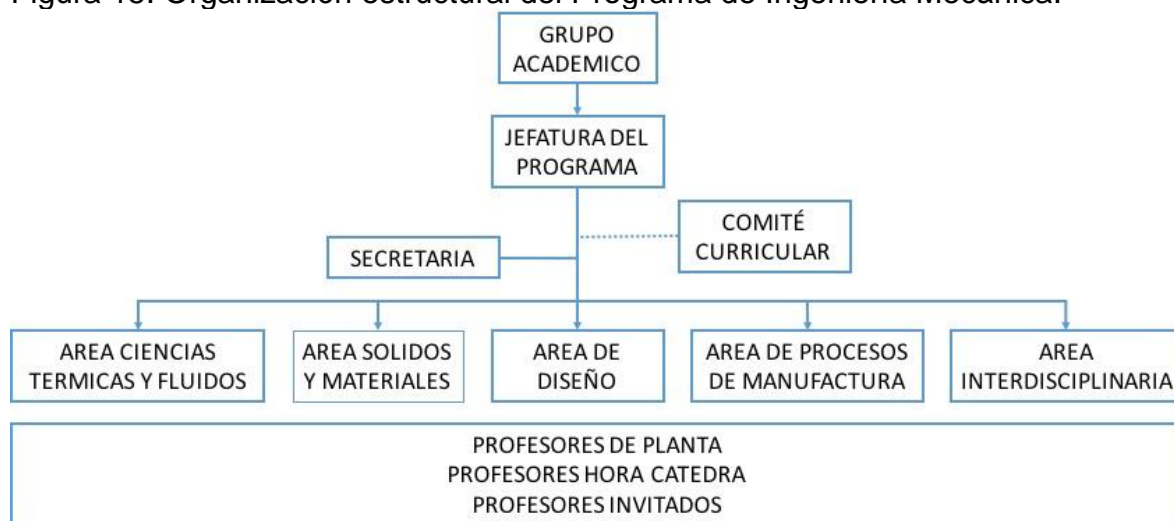 Figura 18. Organización estructural del Programa de Ingeniería Mecánica.
GRUPO
ACADEMICO
JEFATURA DEL
PROGRAMA
COMITÉ
CURRICULAR
SECRETARIA
AREA CIENCIAS
TERMICAS Y FLUIDOS
AREA SOLIDOS
Y MATERIALES
AREA DE
DISEÑO
AREA DE PROCESOS
DE MANUFACTURA
AREA
INTERDISCIPLINARIA
PROFESORES DE PLANTA
PROFESORES HORA CATEDRA
PROFESORES INVITADOS